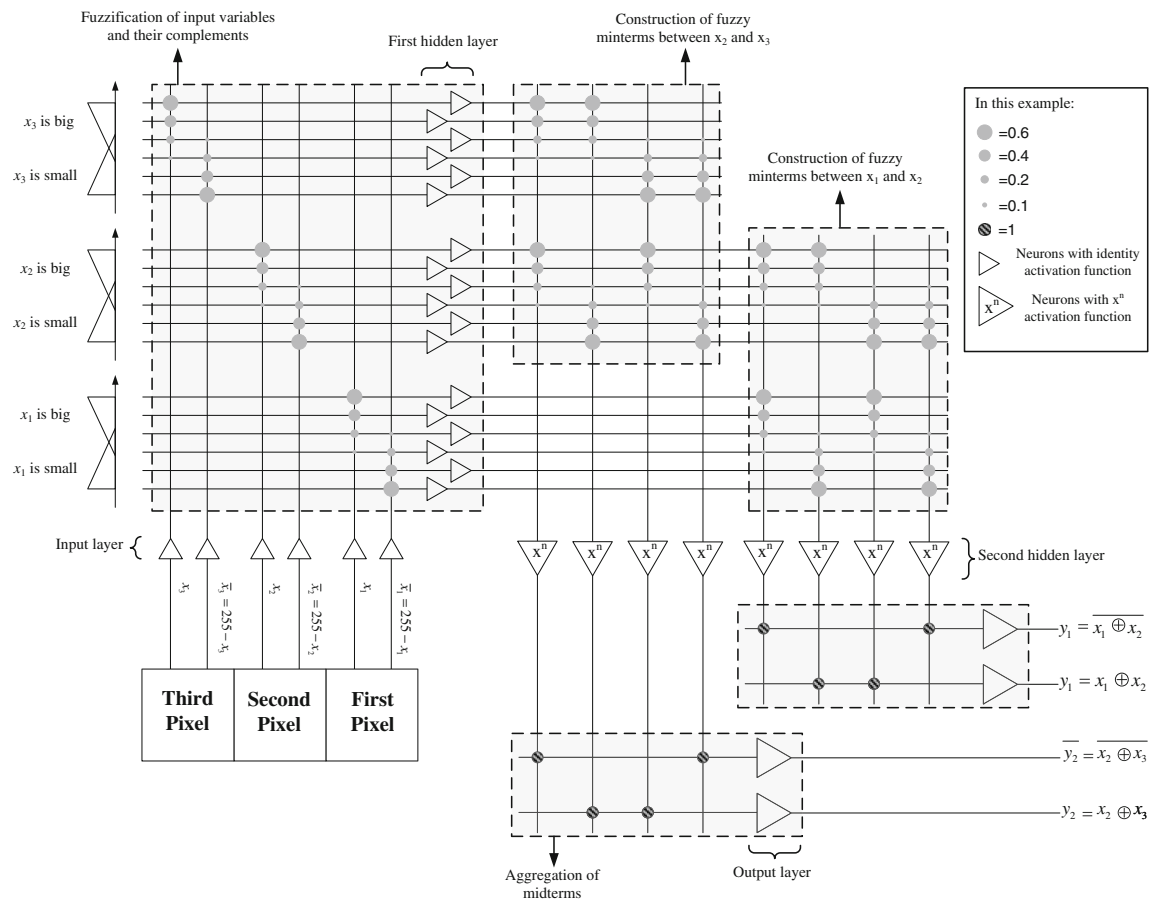 Fuzzification of input variables
and their complements
First hidden layer
Construction of fuzzy
minterms between x₂ and x₃
x₃ is big
x₃ is small
x₂ is big
x₂ is small
x₁ is big
x₁ is small
Construction of fuzzy
minterms between x₁ and x₂
In this example:
=0.6
=0.4
=0.2
=0.1
=1
Neurons with identity
activation function
xⁿ
Neurons with xⁿ
activation function
Input layer
xⁿ xⁿ xⁿ xⁿ xⁿ xⁿ xⁿ xⁿ
Second hidden layer
x₃
x̅₃ = 255 − x₃
x₂
x̅₂ = 255 − x₂
x₁
x̅₁ = 255 − x₁
Third
Pixel
Second
Pixel
First
Pixel
y₁ = \overline{x₁ ⊕ x₂}
y₁ = x₁ ⊕ x₂
\overline{y₂} = \overline{x₂ ⊕ x₃}
y₂ = x₂ ⊕ x₃
Aggregation of
midterms
Output layer